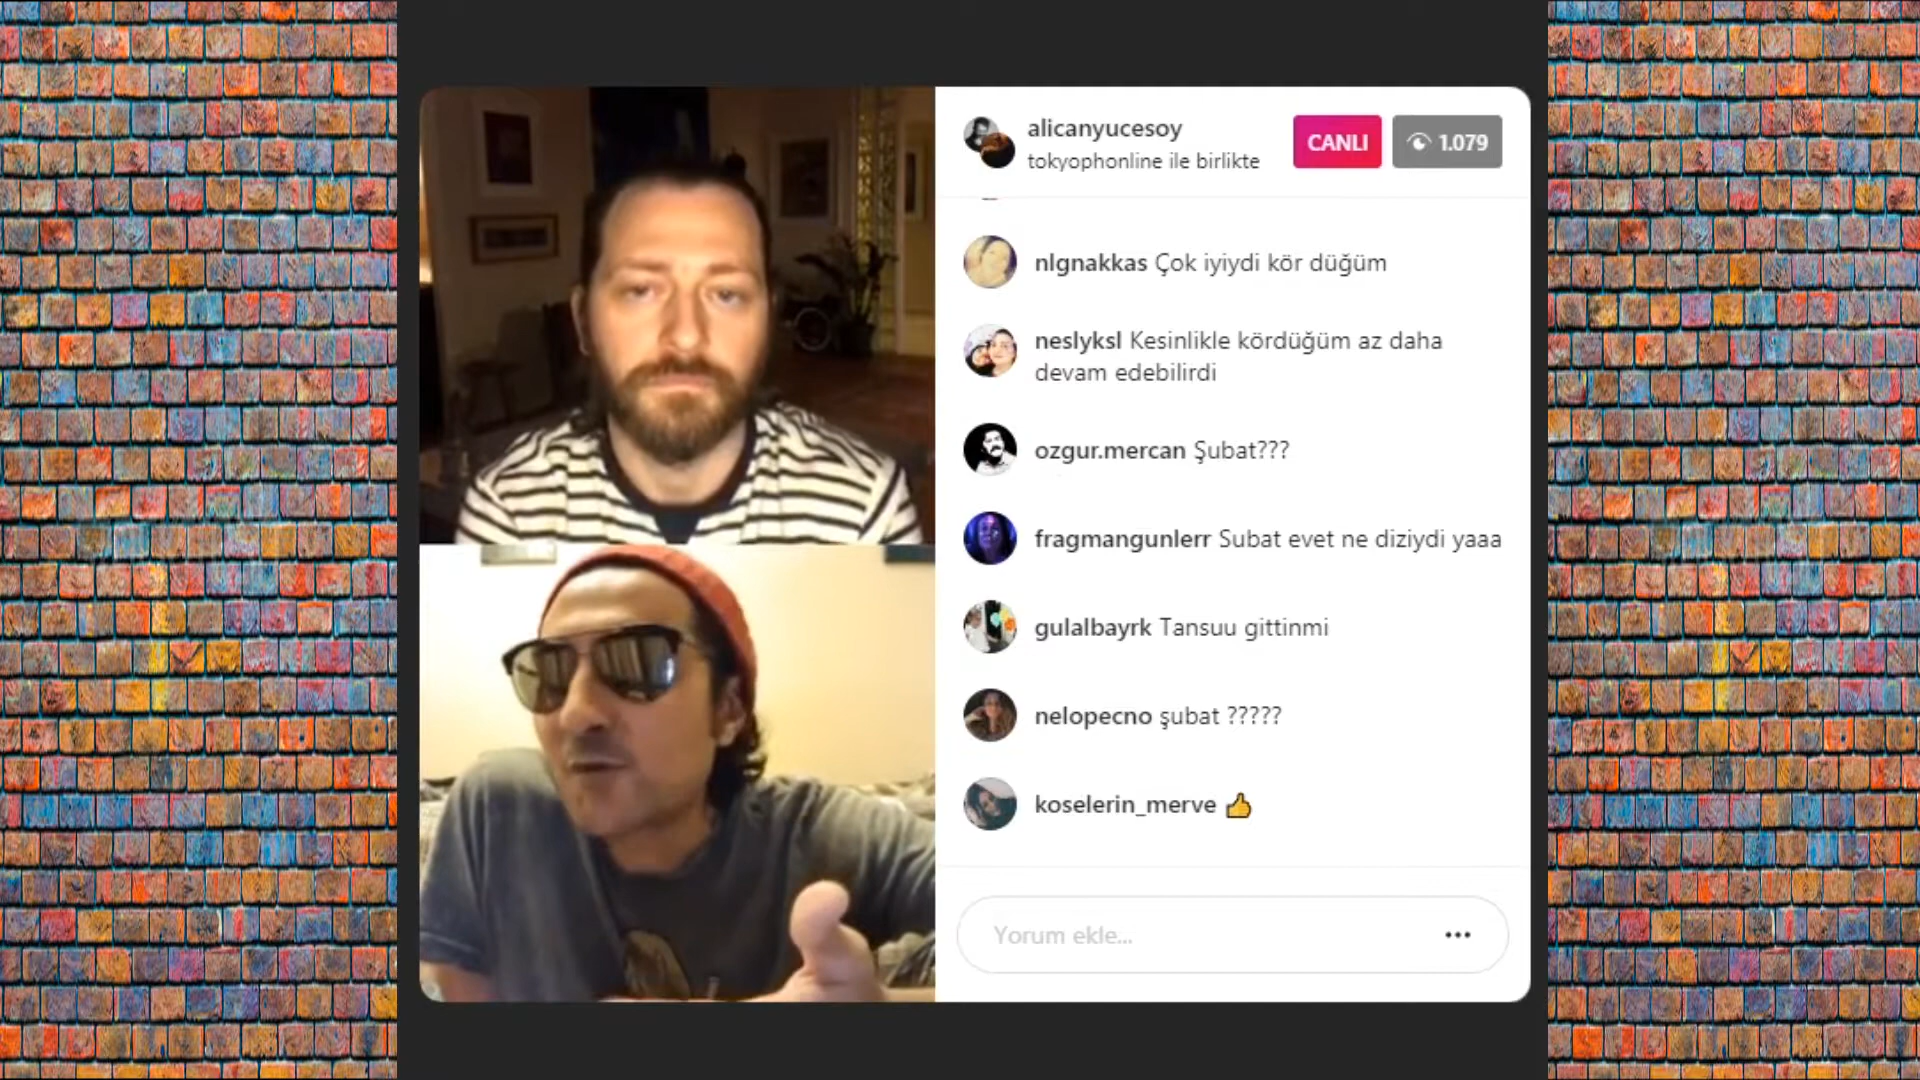 alicanyucesoy
tokyophonline ile birlikte
CANLI
1.079
nlgnakkas Çok iyiydi kör düğüm
neslyksl Kesinlikle kördüğüm az daha
devam edebilirdi
ozgur.mercan Şubat???
fragmangunlerr Subat evet ne diziydi yaaa
gulalbayrk Tansuu gittinmi
nelopecno şubat ?????
koselerin_merve 👍
Yorum ekle...